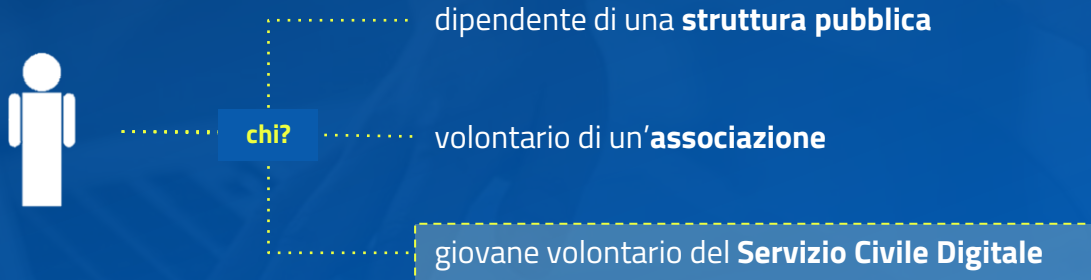 dipendente di una struttura pubblica
chi?
volontario di un’associazione
giovane volontario del Servizio Civile Digitale